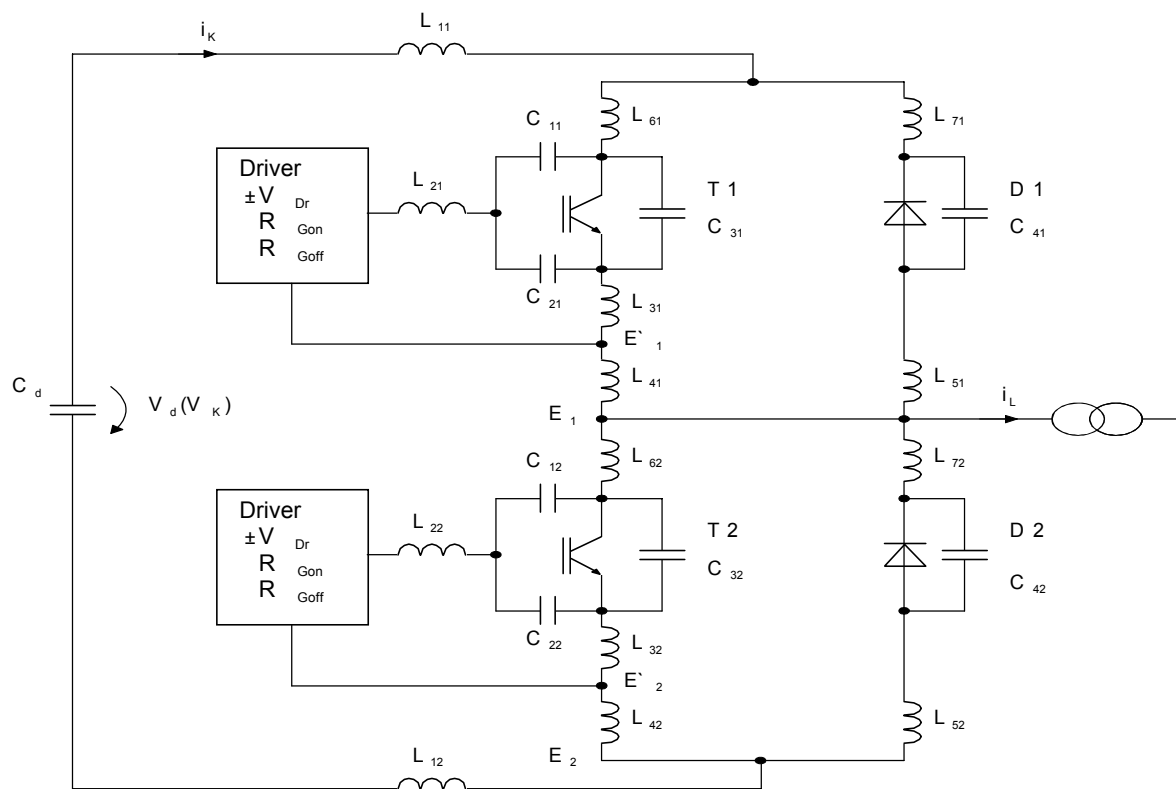 L 11
i K
L 61
L 71
C 11
Driver
±V Dr
R Gon
R Goff
L 21
T 1
C 31
D 1
C 41
C 21
L 31
E` 1
L 41
L 51
C d
V d (V K)
E 1
i L
L 62
L 72
C 12
Driver
±V Dr
R Gon
R Goff
L 22
T 2
C 32
D 2
C 42
C 22
L 32
E` 2
L 42
L 52
E 2
L 12